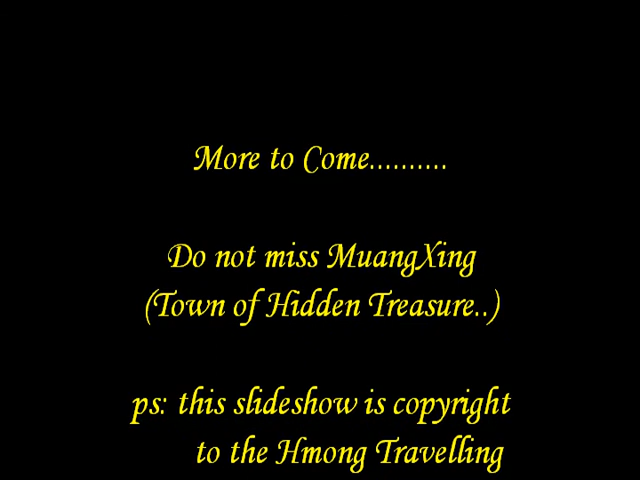 More to Come..........
Do not miss MuangXing
(Town of Hidden Treasure..)
ps: this slideshow is copyright
to the Hmong Travelling